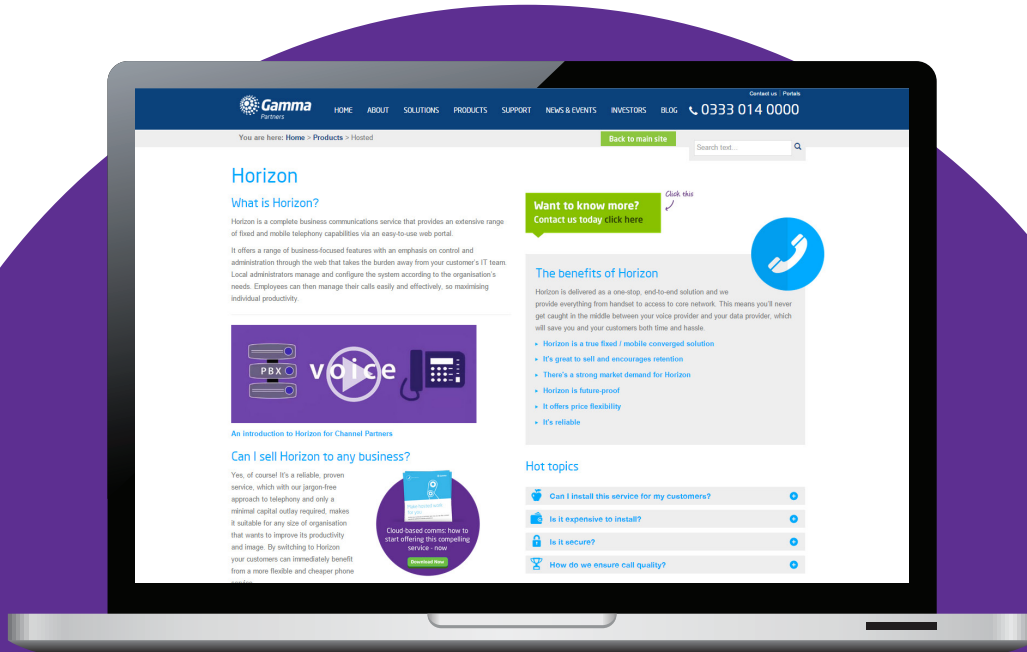 Contact us | Portals
Gamma
Partners
HOME ABOUT SOLUTIONS PRODUCTS SUPPORT NEWS & EVENTS INVESTORS BLOG 0333 014 0000
You are here: Home > Products > Hosted
Back to main site
Search text...
Horizon
What is Horizon?
Horizon is a complete business communications service that provides an extensive range
of fixed and mobile telephony capabilities via an easy-to-use web portal.
It offers a range of business-focused features with an emphasis on control and
administration through the web that takes the burden away from your customer's IT team.
Local administrators manage and configure the system according to the organisation's
needs. Employees can then manage their calls easily and effectively, so maximising
individual productivity.
PBX voice
An introduction to Horizon for Channel Partners
Can I sell Horizon to any business?
Yes, of course! It's a reliable, proven
service, which with our jargon-free
approach to telephony and only a
minimal capital outlay required, makes
it suitable for any size of organisation
that wants to improve its productivity
and image. By switching to Horizon
your customers can immediately benefit
from a more flexible and cheaper phone
Cloud-based comms: how to
start offering this compelling
service - now
Download Now
Want to know more?
Contact us today click here
Click this
The benefits of Horizon
Horizon is delivered as a one-stop, end-to-end solution and we
provide everything from handset to access to core network. This means you'll never
get caught in the middle between your voice provider and your data provider, which
will save you and your customers both time and hassle.
Horizon is a true fixed / mobile converged solution
It's great to sell and encourages retention
There's a strong market demand for Horizon
Horizon is future-proof
It offers price flexibility
It's reliable
Hot topics
Can I install this service for my customers?
Is it expensive to install?
Is it secure?
How do we ensure call quality?